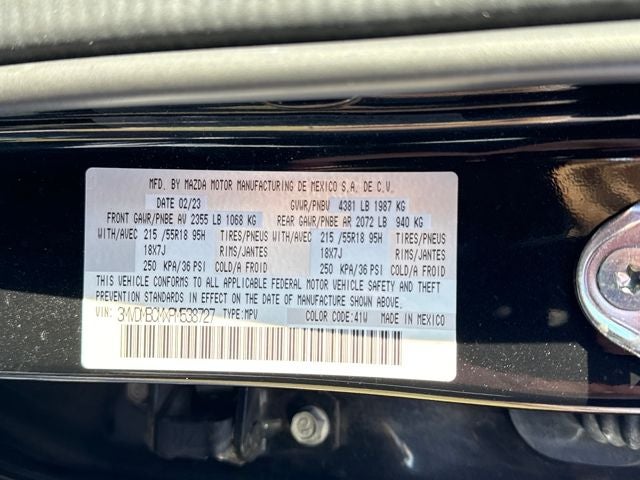 MFD. BY MAZDA MOTOR MANUFACTURING DE MEXICO S.A. DE C.V.
DATE 02/23 GVWR/PNBV 4381 LB 1987 KG
FRONT GAWR/PNBE AV 2355 LB 1068 KG REAR GAWR/PNBE AR 2072 LB 940 KG
WITH/AVEC 215 /55R18 95H TIRES/PNEUS WITH/AVEC 215 /55R18 95H TIRES/PNEUS
18X7J RIMS/JANTES 18X7J RIMS/JANTES
250 KPA/36 PSI COLD/A FROID 250 KPA/36 PSI COLD/A FROID
THIS VEHICLE CONFORMS TO ALL APPLICABLE FEDERAL MOTOR VEHICLE SAFETY AND THEFT
PREVENTION STANDARDS IN EFFECT ON THE DATE OF MANUFACTURE SHOWN ABOVE.
VIN: TYPE:MPV COLOR CODE:41W MADE IN MEXICO